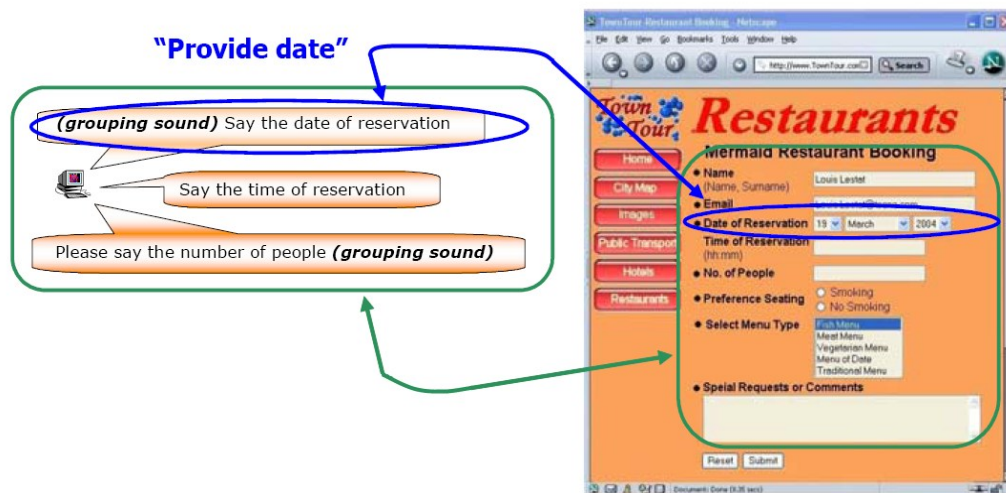 “Provide date”
(grouping sound) Say the date of reservation
Say the time of reservation
Please say the number of people (grouping sound)
TownTour-Restaurant Booking - Netscape
File Edit View Go Bookmarks Tools Window Help
http://www.TownTour.com Search
Town Tour
Restaurants
Home
City Map
Images
Public Transport
Hotels
Restaurants
Mermaid Restaurant Booking
Name
(Name, Surname)
Louis Lestat
Email
Date of Reservation 19 March 2004
Time of Reservation
(hh:mm)
No. of People
Preference Seating
Smoking
No Smoking
Select Menu Type
Fish Menu
Meat Menu
Vegetarian Menu
Menu of Date
Traditional Menu
Speial Requests or Comments
Reset Submit
Document: Done (0.35 secs)